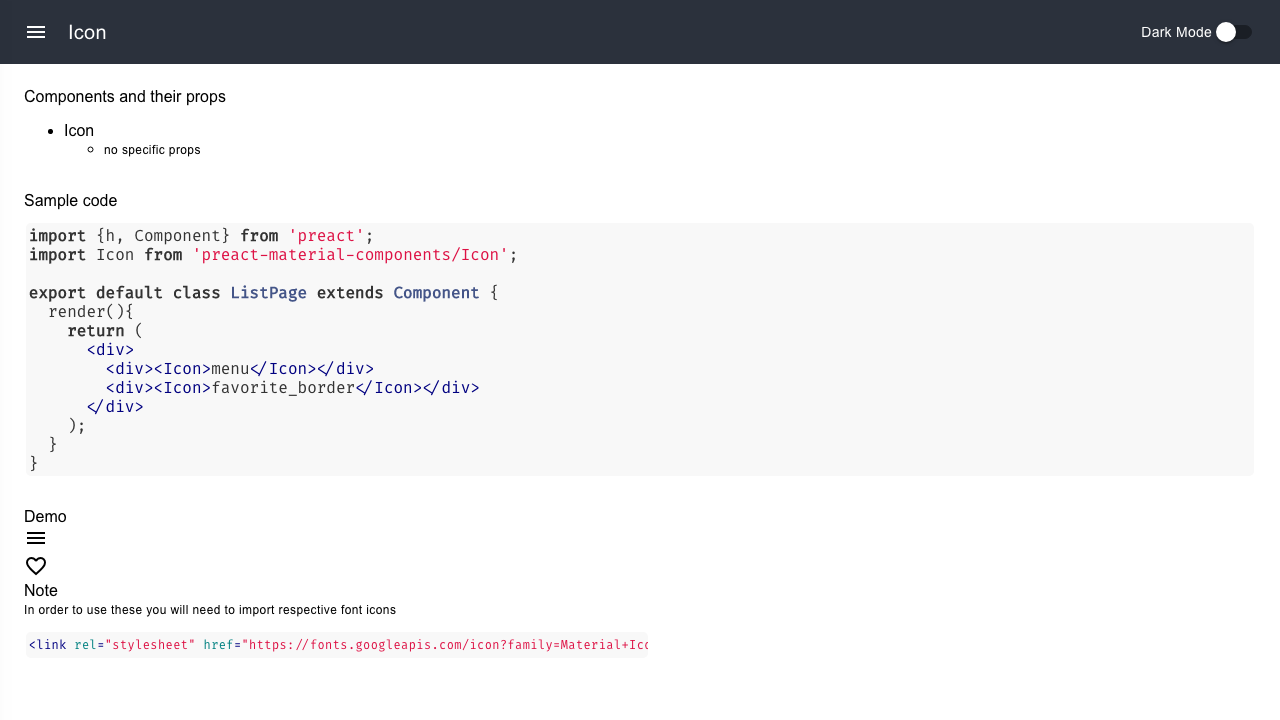 Icon
Dark Mode
Components and their props
Icon
no specific props
Sample code
import {h, Component} from 'preact';
import Icon from 'preact-material-components/Icon';
export default class ListPage extends Component {
render(){
return (
<div>
<div><Icon>menu</Icon></div>
<div><Icon>favorite_border</Icon></div>
</div>
);
}
}
Demo
Note
In order to use these you will need to import respective font icons
<link rel="stylesheet" href="https://fonts.googleapis.com/icon?family=Material+Ico